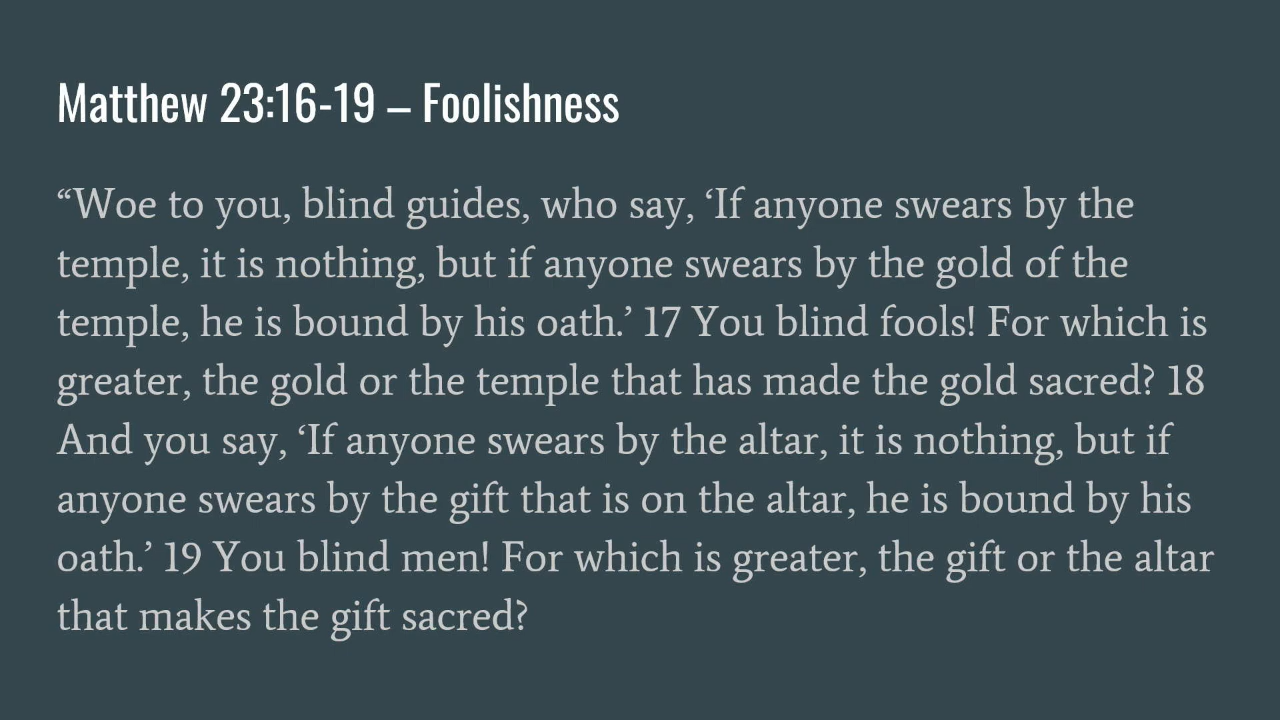 Matthew 23:16-19 – Foolishness
“Woe to you, blind guides, who say, ‘If anyone swears by the
temple, it is nothing, but if anyone swears by the gold of the
temple, he is bound by his oath.’ 17 You blind fools! For which is
greater, the gold or the temple that has made the gold sacred? 18
And you say, ‘If anyone swears by the altar, it is nothing, but if
anyone swears by the gift that is on the altar, he is bound by his
oath.’ 19 You blind men! For which is greater, the gift or the altar
that makes the gift sacred?